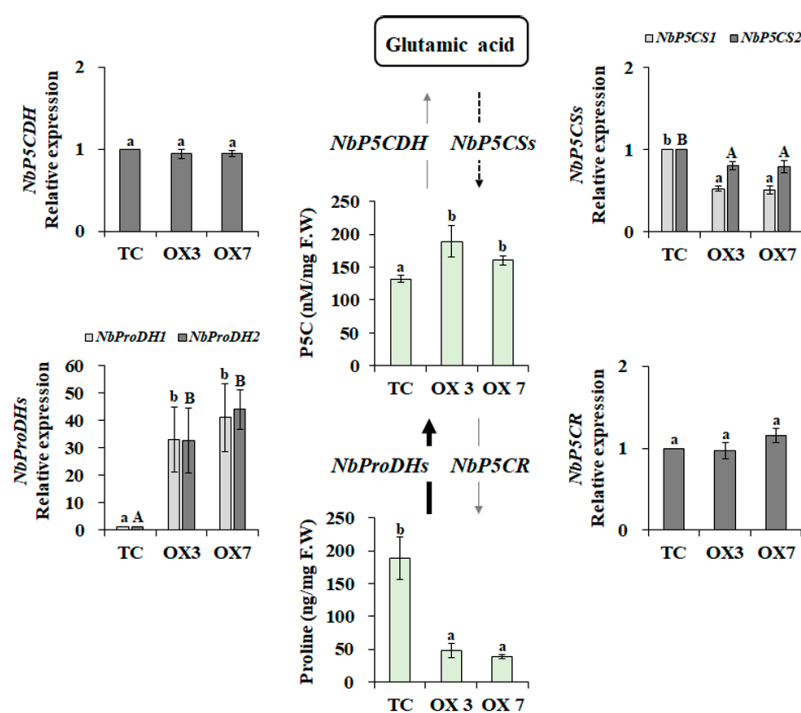 Glutamic acid
NbP5CDH
NbP5CSs
NbP5CDH
Relative expression
2
1
0
a
a
a
TC
OX3
OX7
NbP5CS1
NbP5CS2
NbP5CSs
Relative expression
2
1
0
b
B
a
A
a
A
TC
OX3
OX7
P5C (nM/mg F.W)
250
200
150
100
50
0
a
b
b
TC
OX 3
OX 7
NbProDH1
NbProDH2
NbProDHs
Relative expression
60
50
40
30
20
10
0
a
A
b
B
b
B
TC
OX3
OX7
NbProDHs
NbP5CR
NbP5CR
Relative expression
2
1
0
a
a
a
TC
OX3
OX7
Proline (ng/mg F.W)
250
200
150
100
50
0
b
a
a
TC
OX 3
OX 7